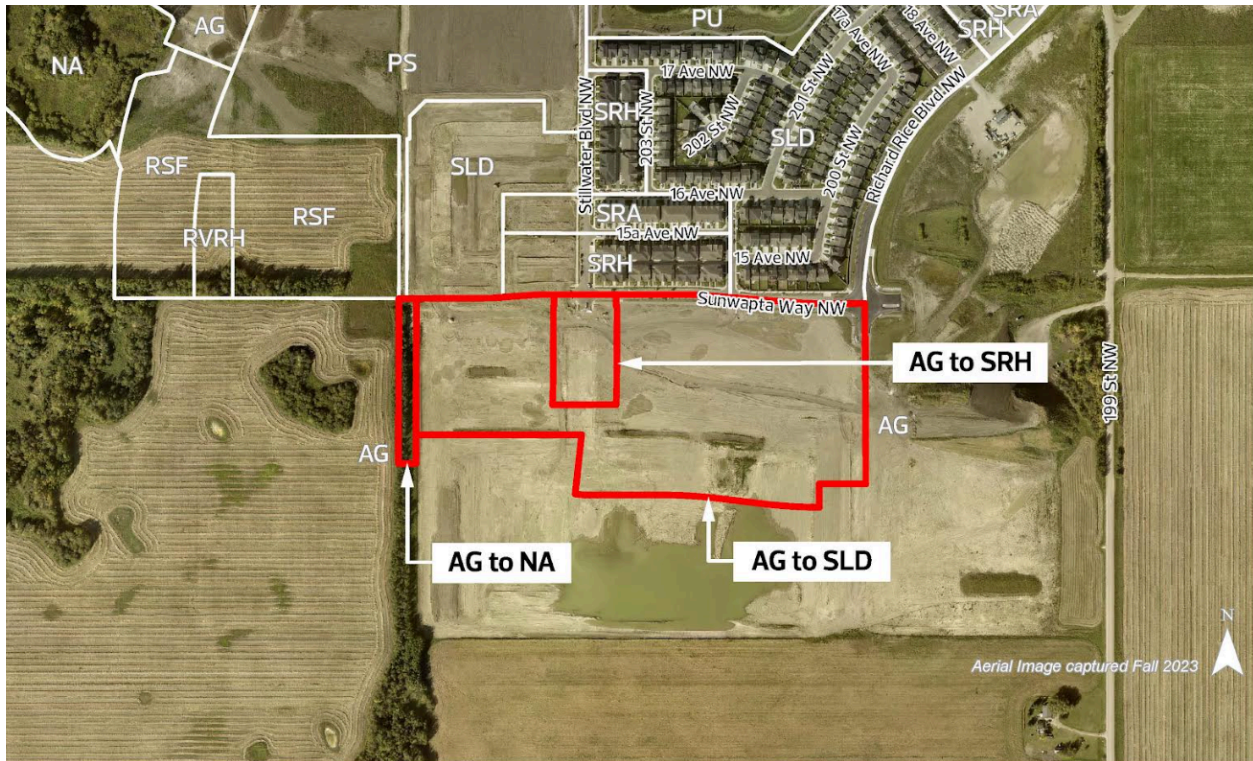 PU
SRA
AG
18 Ave NW
SRH
17a Ave NW
NA
PS
17 Ave NW
201 St NW
SRH
203 St NW
202 St NW
SLD
Richard Rice Blvd NW
Stillwater Blvd NW
200 St NW
RSF
SLD
16 Ave NW
RSF
SRA
15a Ave NW
RVRH
SRH
15 Ave NW
Sunwapta Way NW
AG to SRH
199 St NW
AG
AG
AG to NA
AG to SLD
N
Aerial Image captured Fall 2023